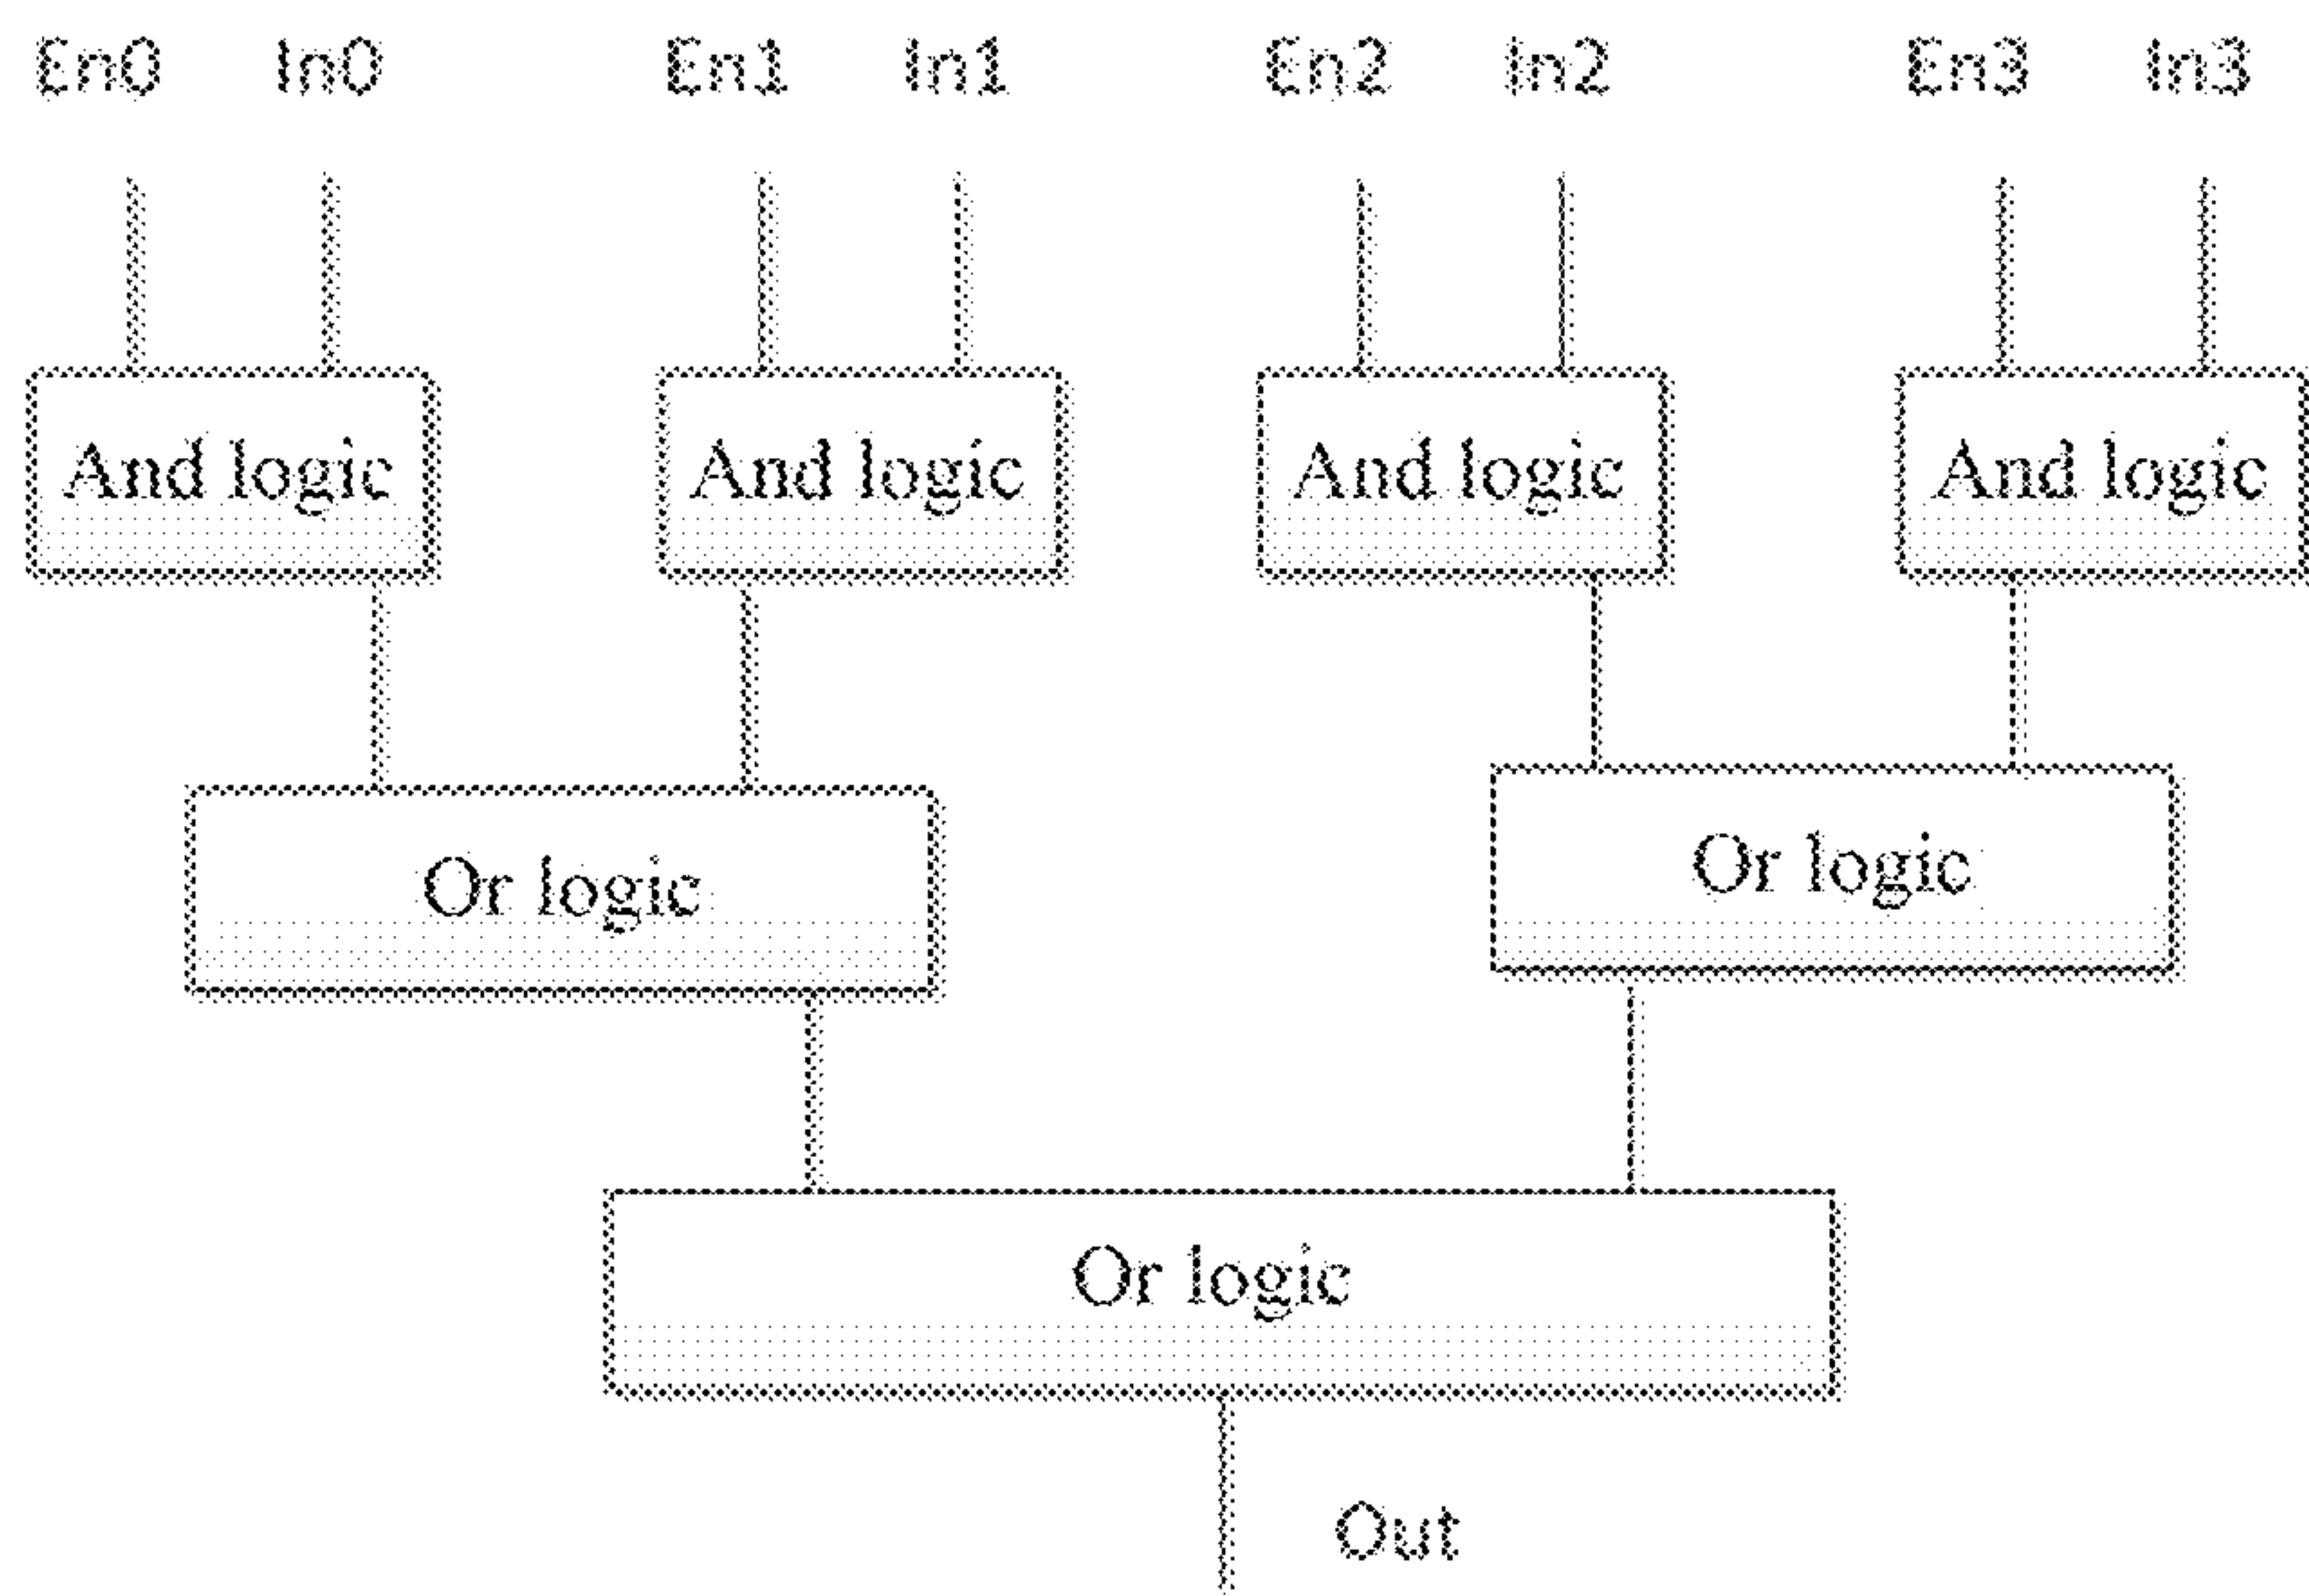 En0 In0 En1 In1 En2 In2 En3 In3
And logic And logic And logic And logic
Or logic Or logic
Or logic
Out